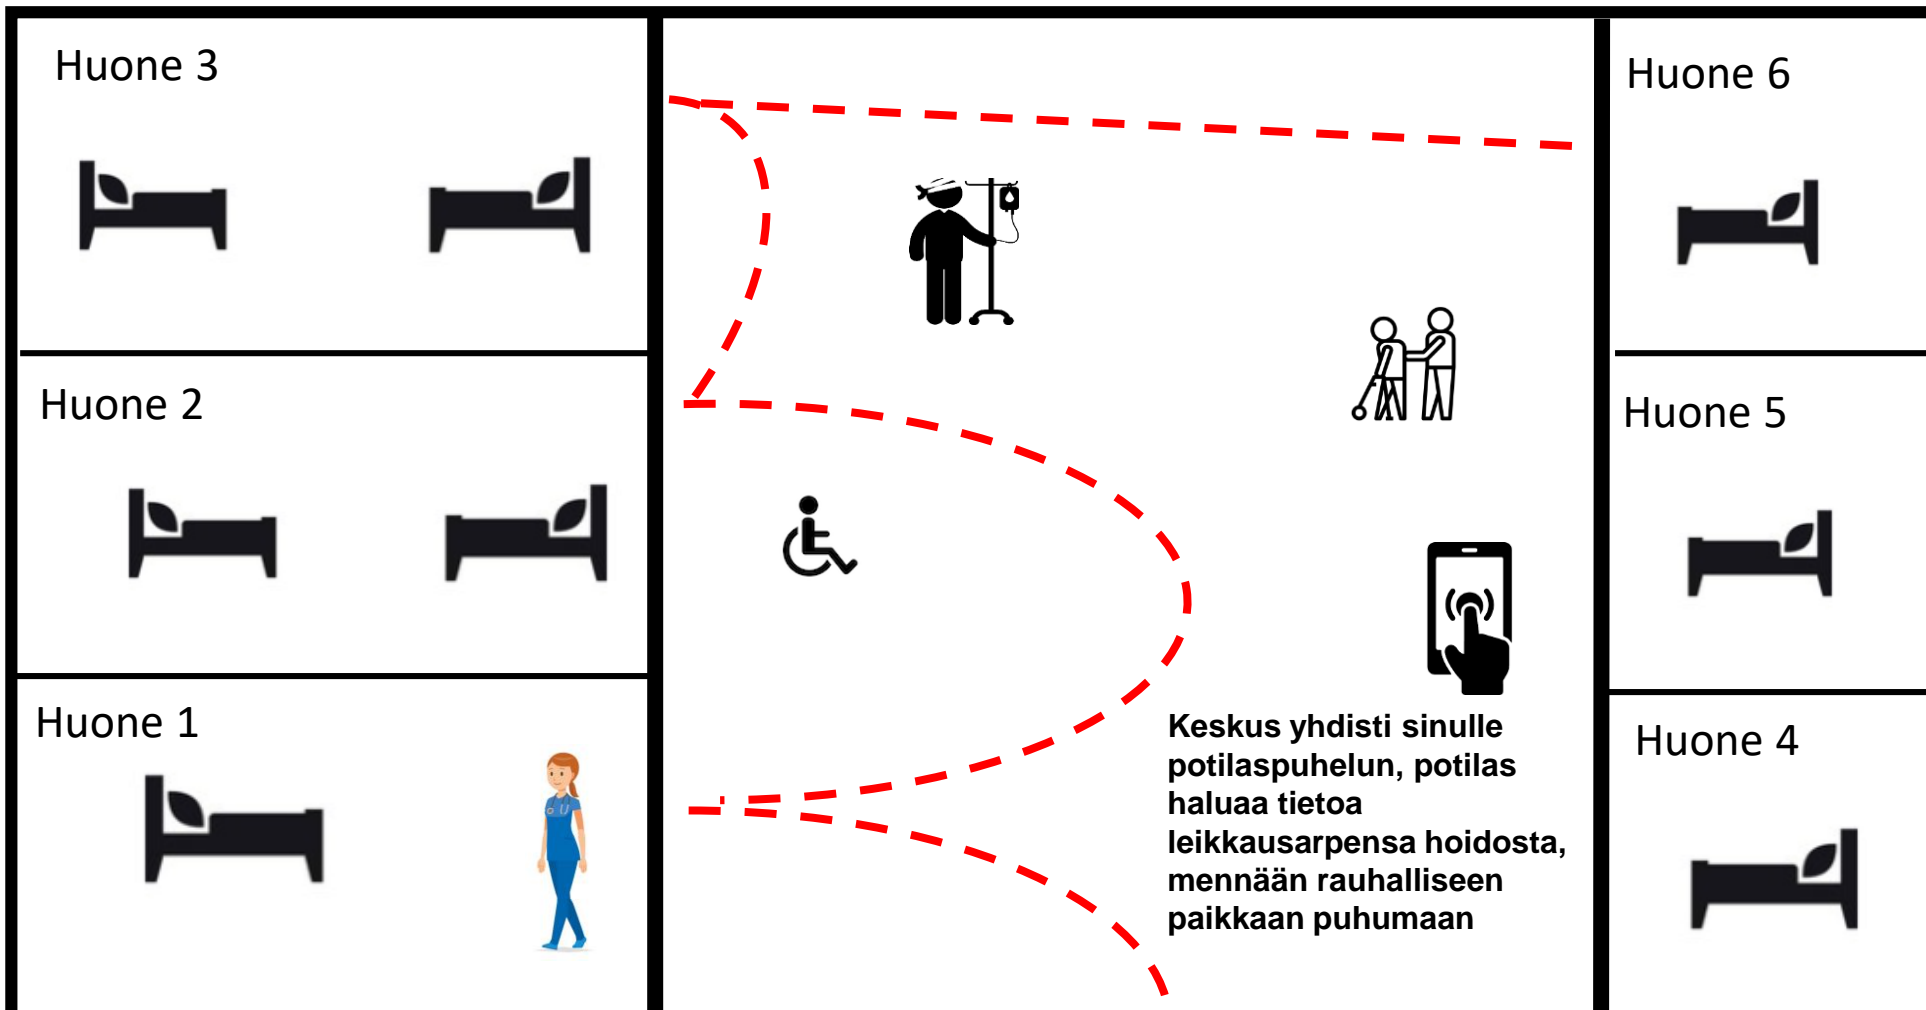 Huone 3
Huone 6
Huone 2
Huone 5
Huone 1
Keskus yhdisti sinulle
potilaspuhelun, potilas
haluaa tietoa
leikkausarpensa hoidosta,
mennään rauhalliseen
paikkaan puhumaan
Huone 4